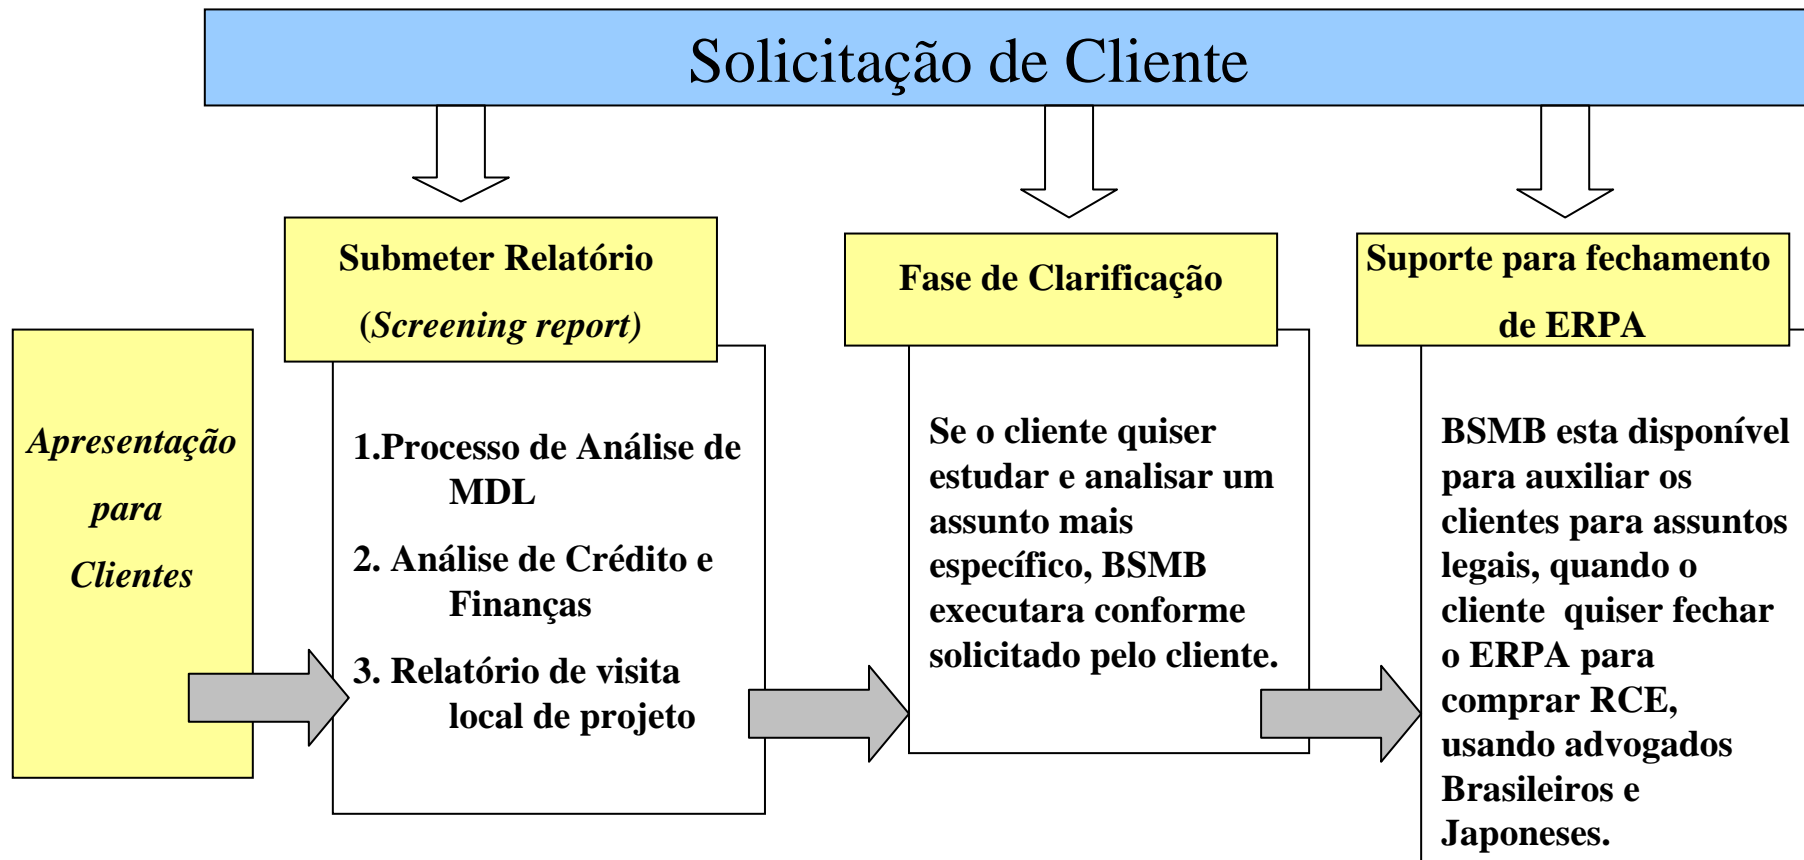 Solicitação de Cliente
Apresentação
para
Clientes
Submeter Relatório
(Screening report)
1.Processo de Análise de
MDL
2. Análise de Crédito e
Finanças
3. Relatório de visita
local de projeto
Fase de Clarificação
Se o cliente quiser
estudar e analisar um
assunto mais
específico, BSMB
executara conforme
solicitado pelo cliente.
Suporte para fechamento
de ERPA
BSMB esta disponível
para auxiliar os
clientes para assuntos
legais, quando o
cliente quiser fechar
o ERPA para
comprar RCE,
usando advogados
Brasileiros e
Japoneses.